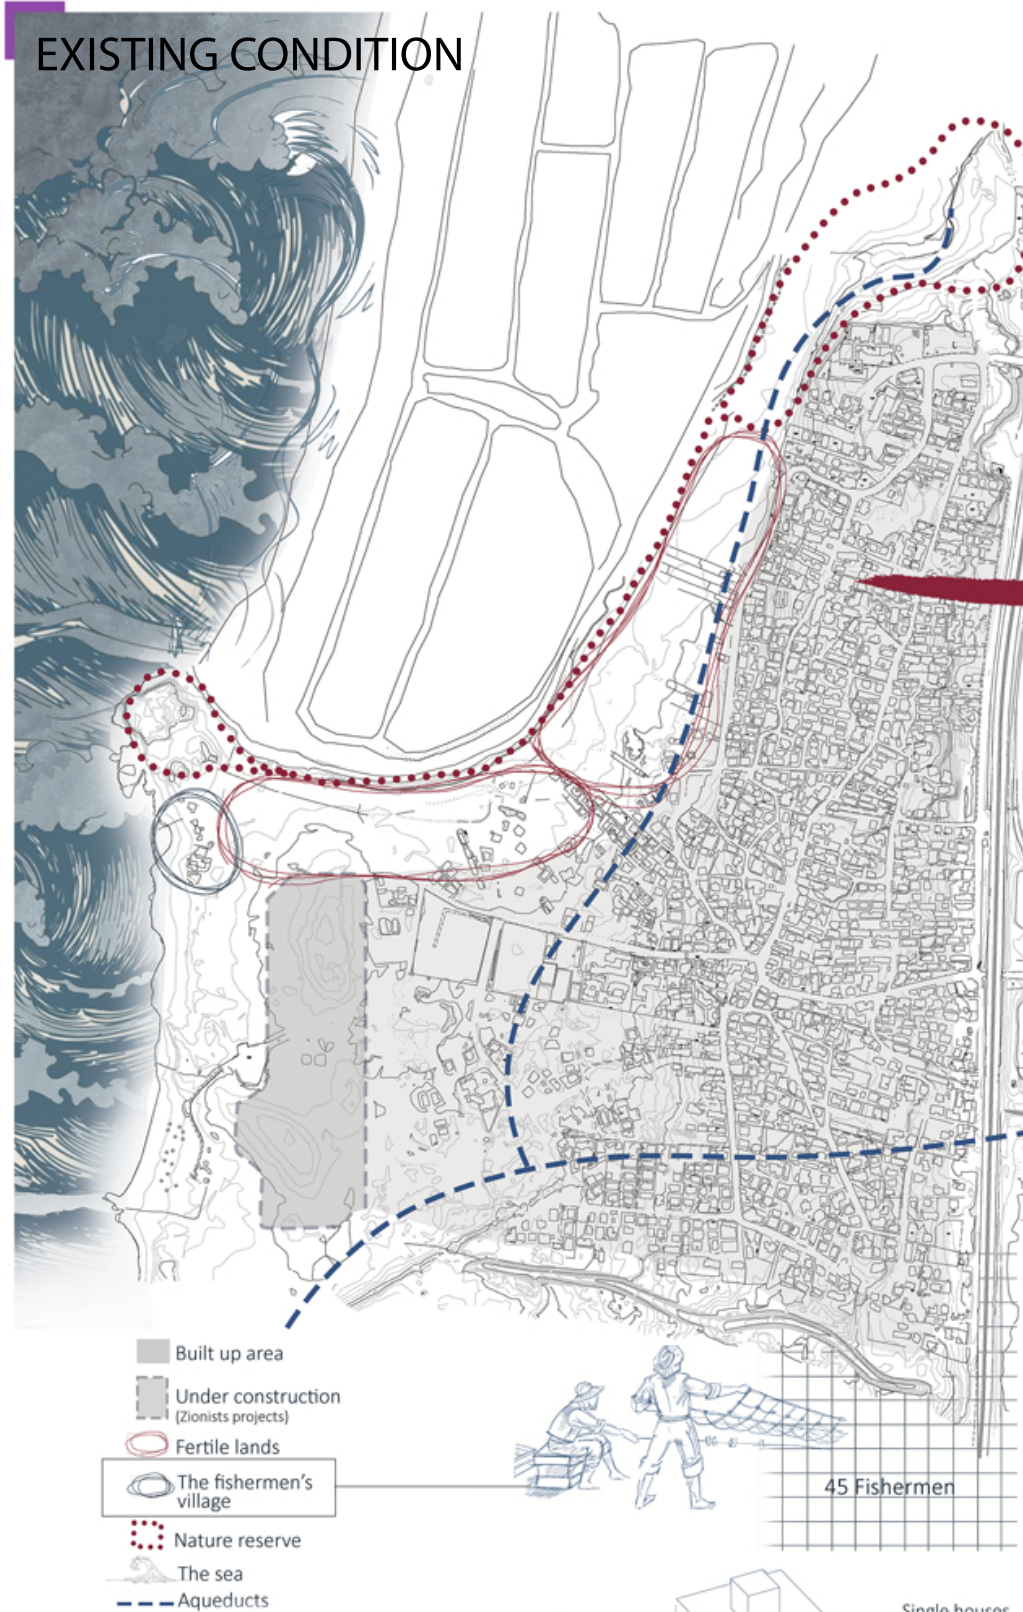 EXISTING CONDITION
Built up area
Under construction
(Zionists projects)
Fertile lands
The fishermen's
village
45 Fishermen
Nature reserve
The sea
Aqueducts
Single houses